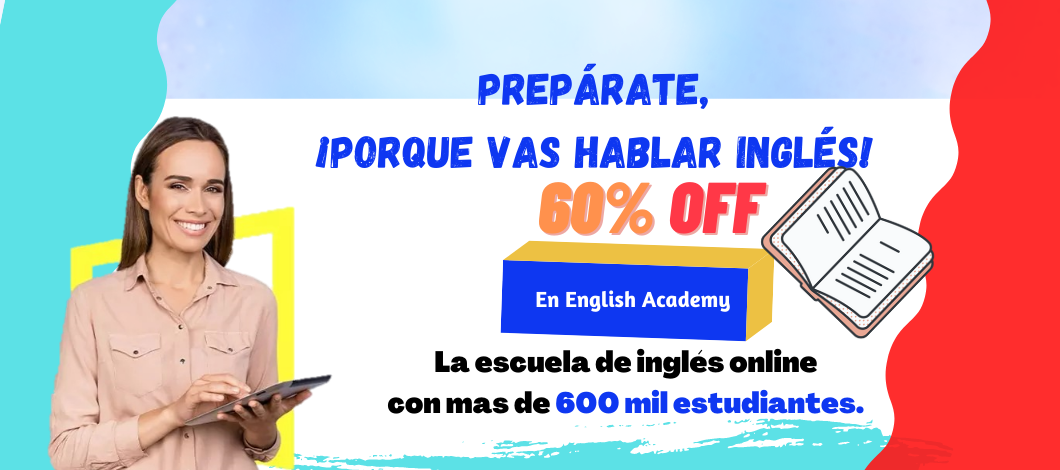 PREPÁRATE,
¡PORQUE VAS HABLAR INGLÉS!
60% OFF
En English Academy
La escuela de inglés online
con mas de 600 mil estudiantes.